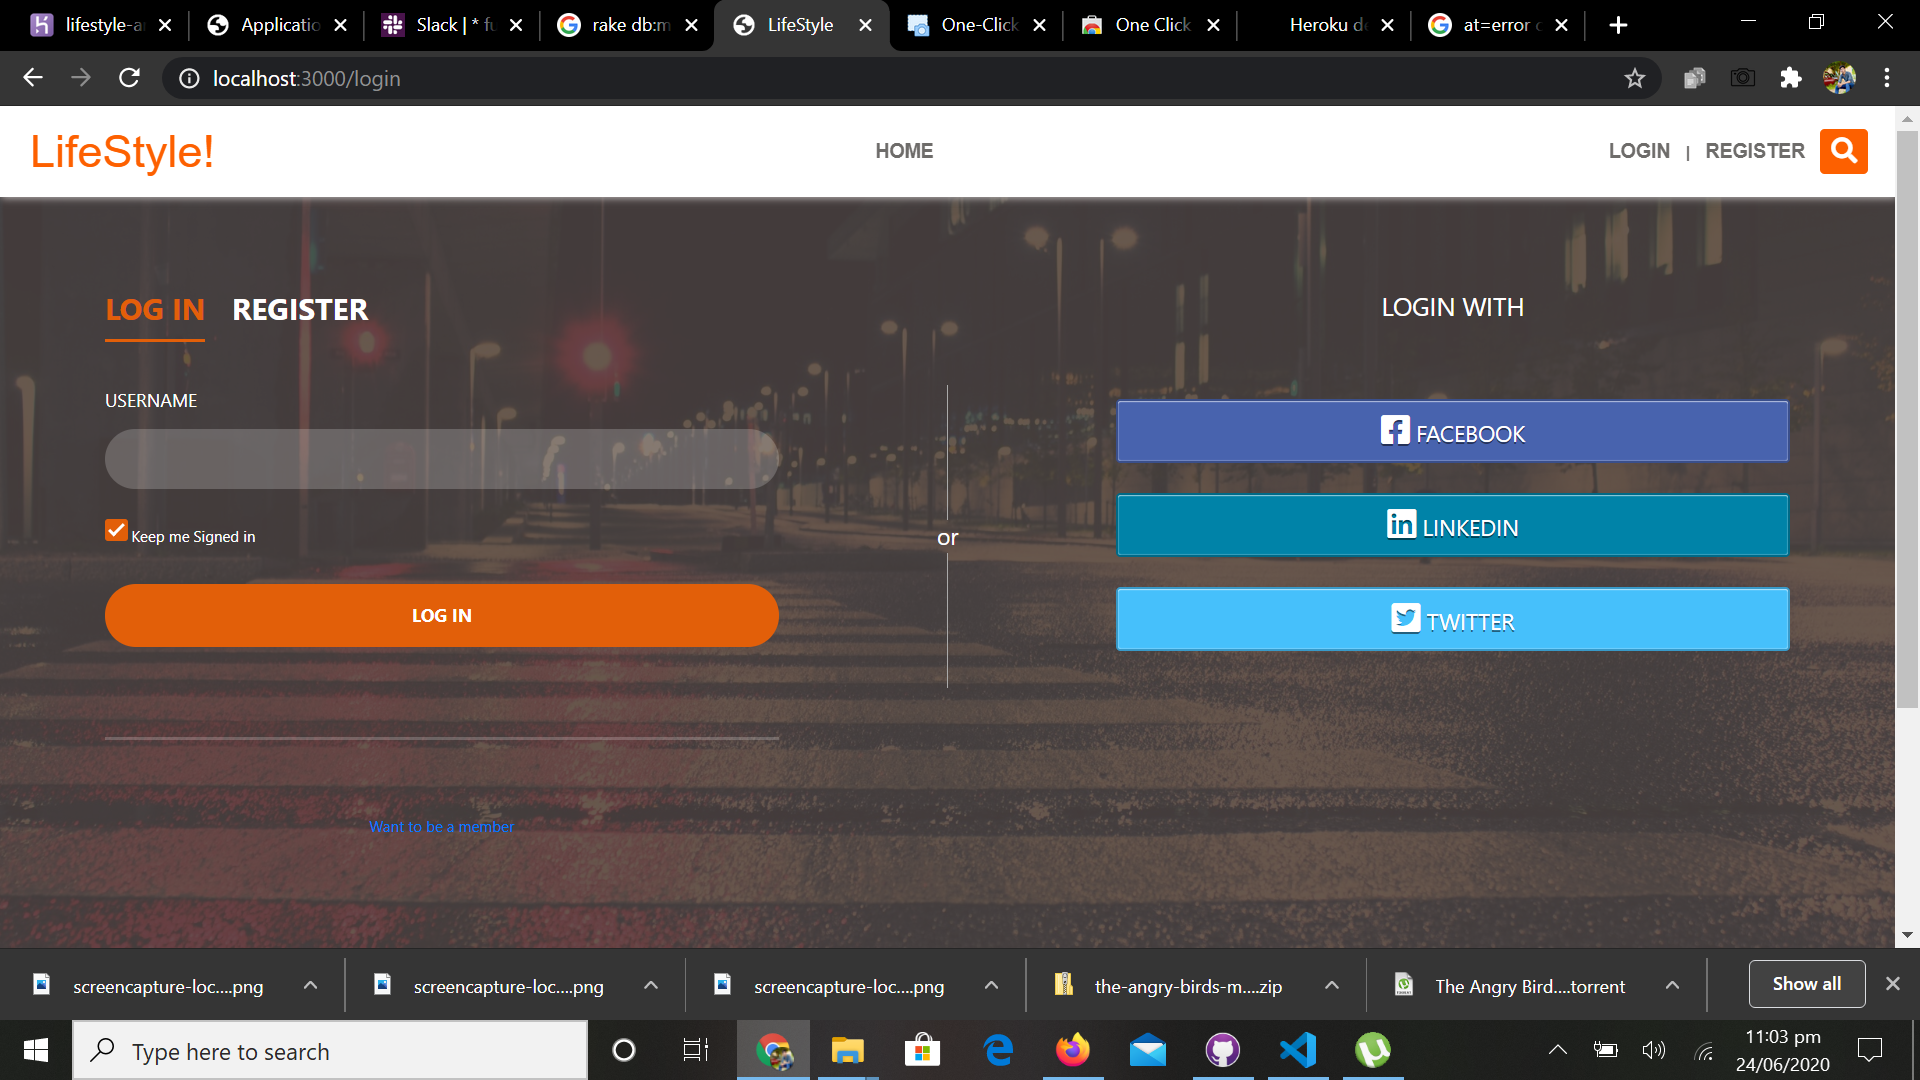 lifestyle-a
Applicatio
Slack | * fu
rake db:m
LifeStyle
One-Click
One Click
Heroku de
at=error c
localhost:3000/login
LifeStyle!
HOME
LOGIN | REGISTER
LOG IN REGISTER
LOGIN WITH
USERNAME
FACEBOOK
Keep me Signed in
or
LINKEDIN
LOG IN
TWITTER
Want to be a member
screencapture-loc....png
screencapture-loc....png
screencapture-loc....png
the-angry-birds-m....zip
The Angry Bird....torrent
Show all
Type here to search
11:03 pm
24/06/2020